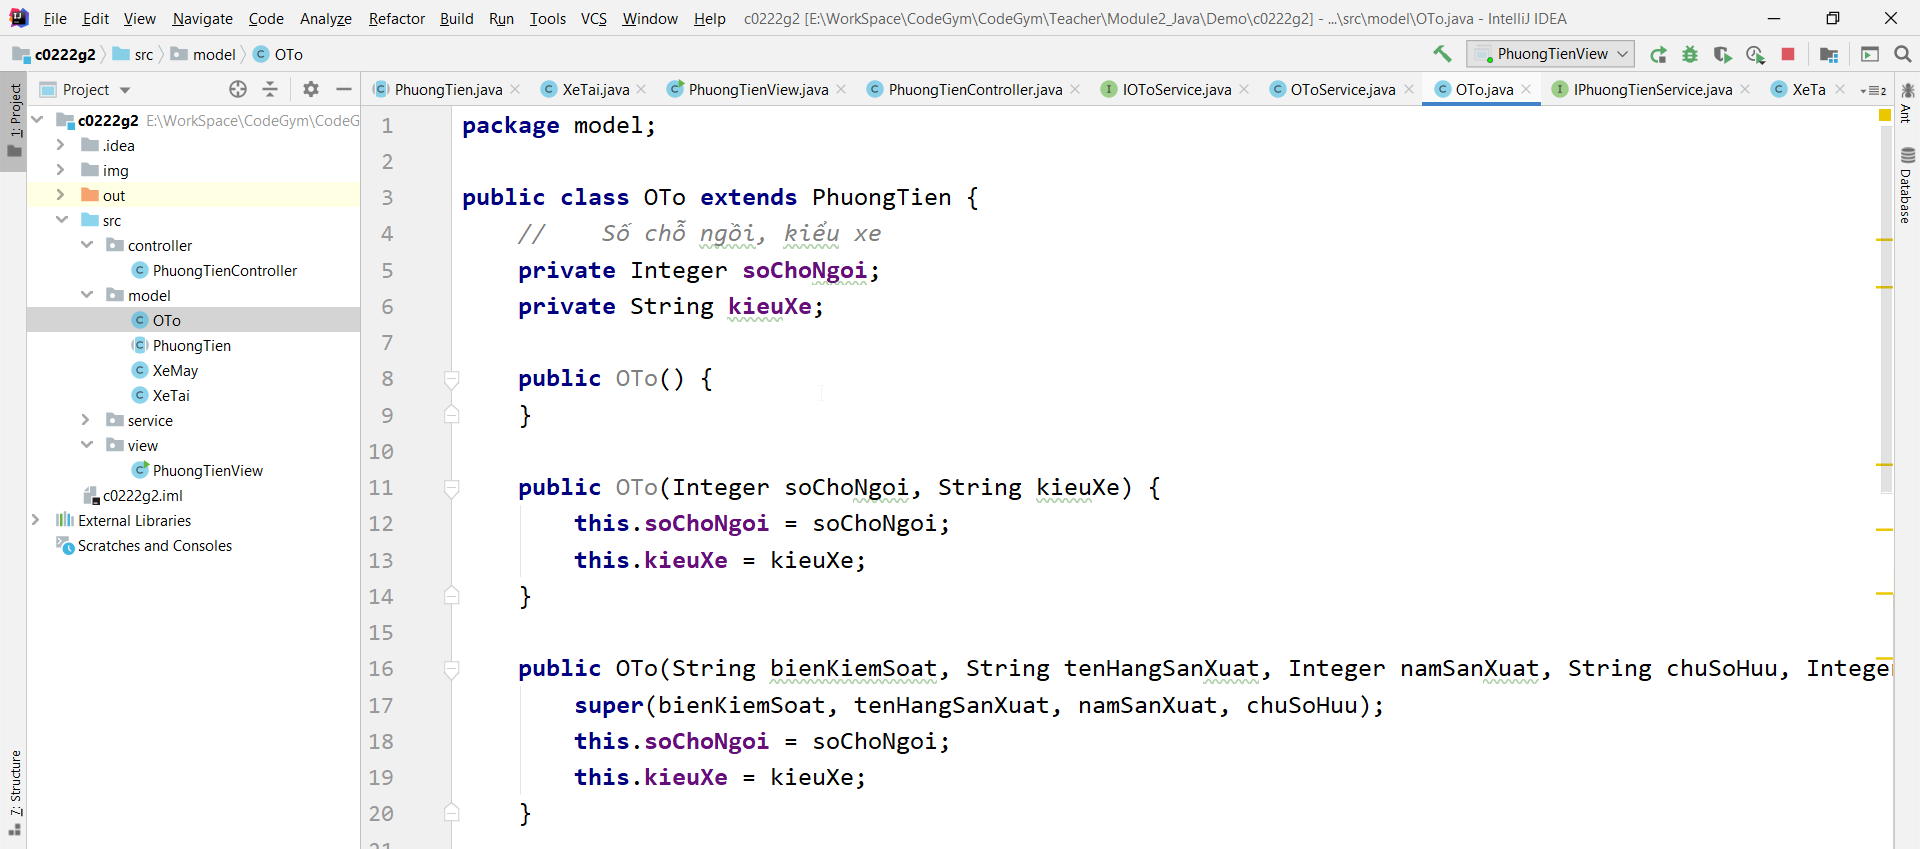 File Edit View Navigate Code Analyze Refactor Build Run Tools VCS Window Help c0222g2 [E:\WorkSpace\CodeGym\CodeGym\Teacher\Module2_Java\Demo\c0222g2] - ...\src\model\OTo.java - IntelliJ IDEA
c0222g2 src model OTo PhuongTienView
Project PhuongTien.java XeTai.java PhuongTienView.java PhuongTienController.java IOToService.java OToService.java OTo.java IPhuongTienService.java XeTa 2
1: Project
7: Structure
Ant
Database
c0222g2 E:\WorkSpace\CodeGym\CodeG
.idea
img
out
src
controller
PhuongTienController
model
OTo
PhuongTien
XeMay
XeTai
service
view
PhuongTienView
c0222g2.iml
External Libraries
Scratches and Consoles
1 package model;
2
3 public class OTo extends PhuongTien {
4 // Số chỗ ngồi, kiểu xe
5 private Integer soChoNgoi;
6 private String kieuXe;
7
8 public OTo() {
9 }
10
11 public OTo(Integer soChoNgoi, String kieuXe) {
12 this.soChoNgoi = soChoNgoi;
13 this.kieuXe = kieuXe;
14 }
15
16 public OTo(String bienKiemSoat, String tenHangSanXuat, Integer namSanXuat, String chuSoHuu, Integer
17 super(bienKiemSoat, tenHangSanXuat, namSanXuat, chuSoHuu);
18 this.soChoNgoi = soChoNgoi;
19 this.kieuXe = kieuXe;
20 }
21